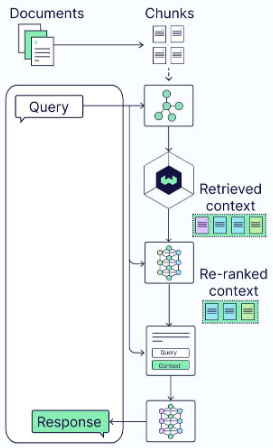 Documents
Chunks
Query
Retrieved
context
Re-ranked
context
Query
Context
Response